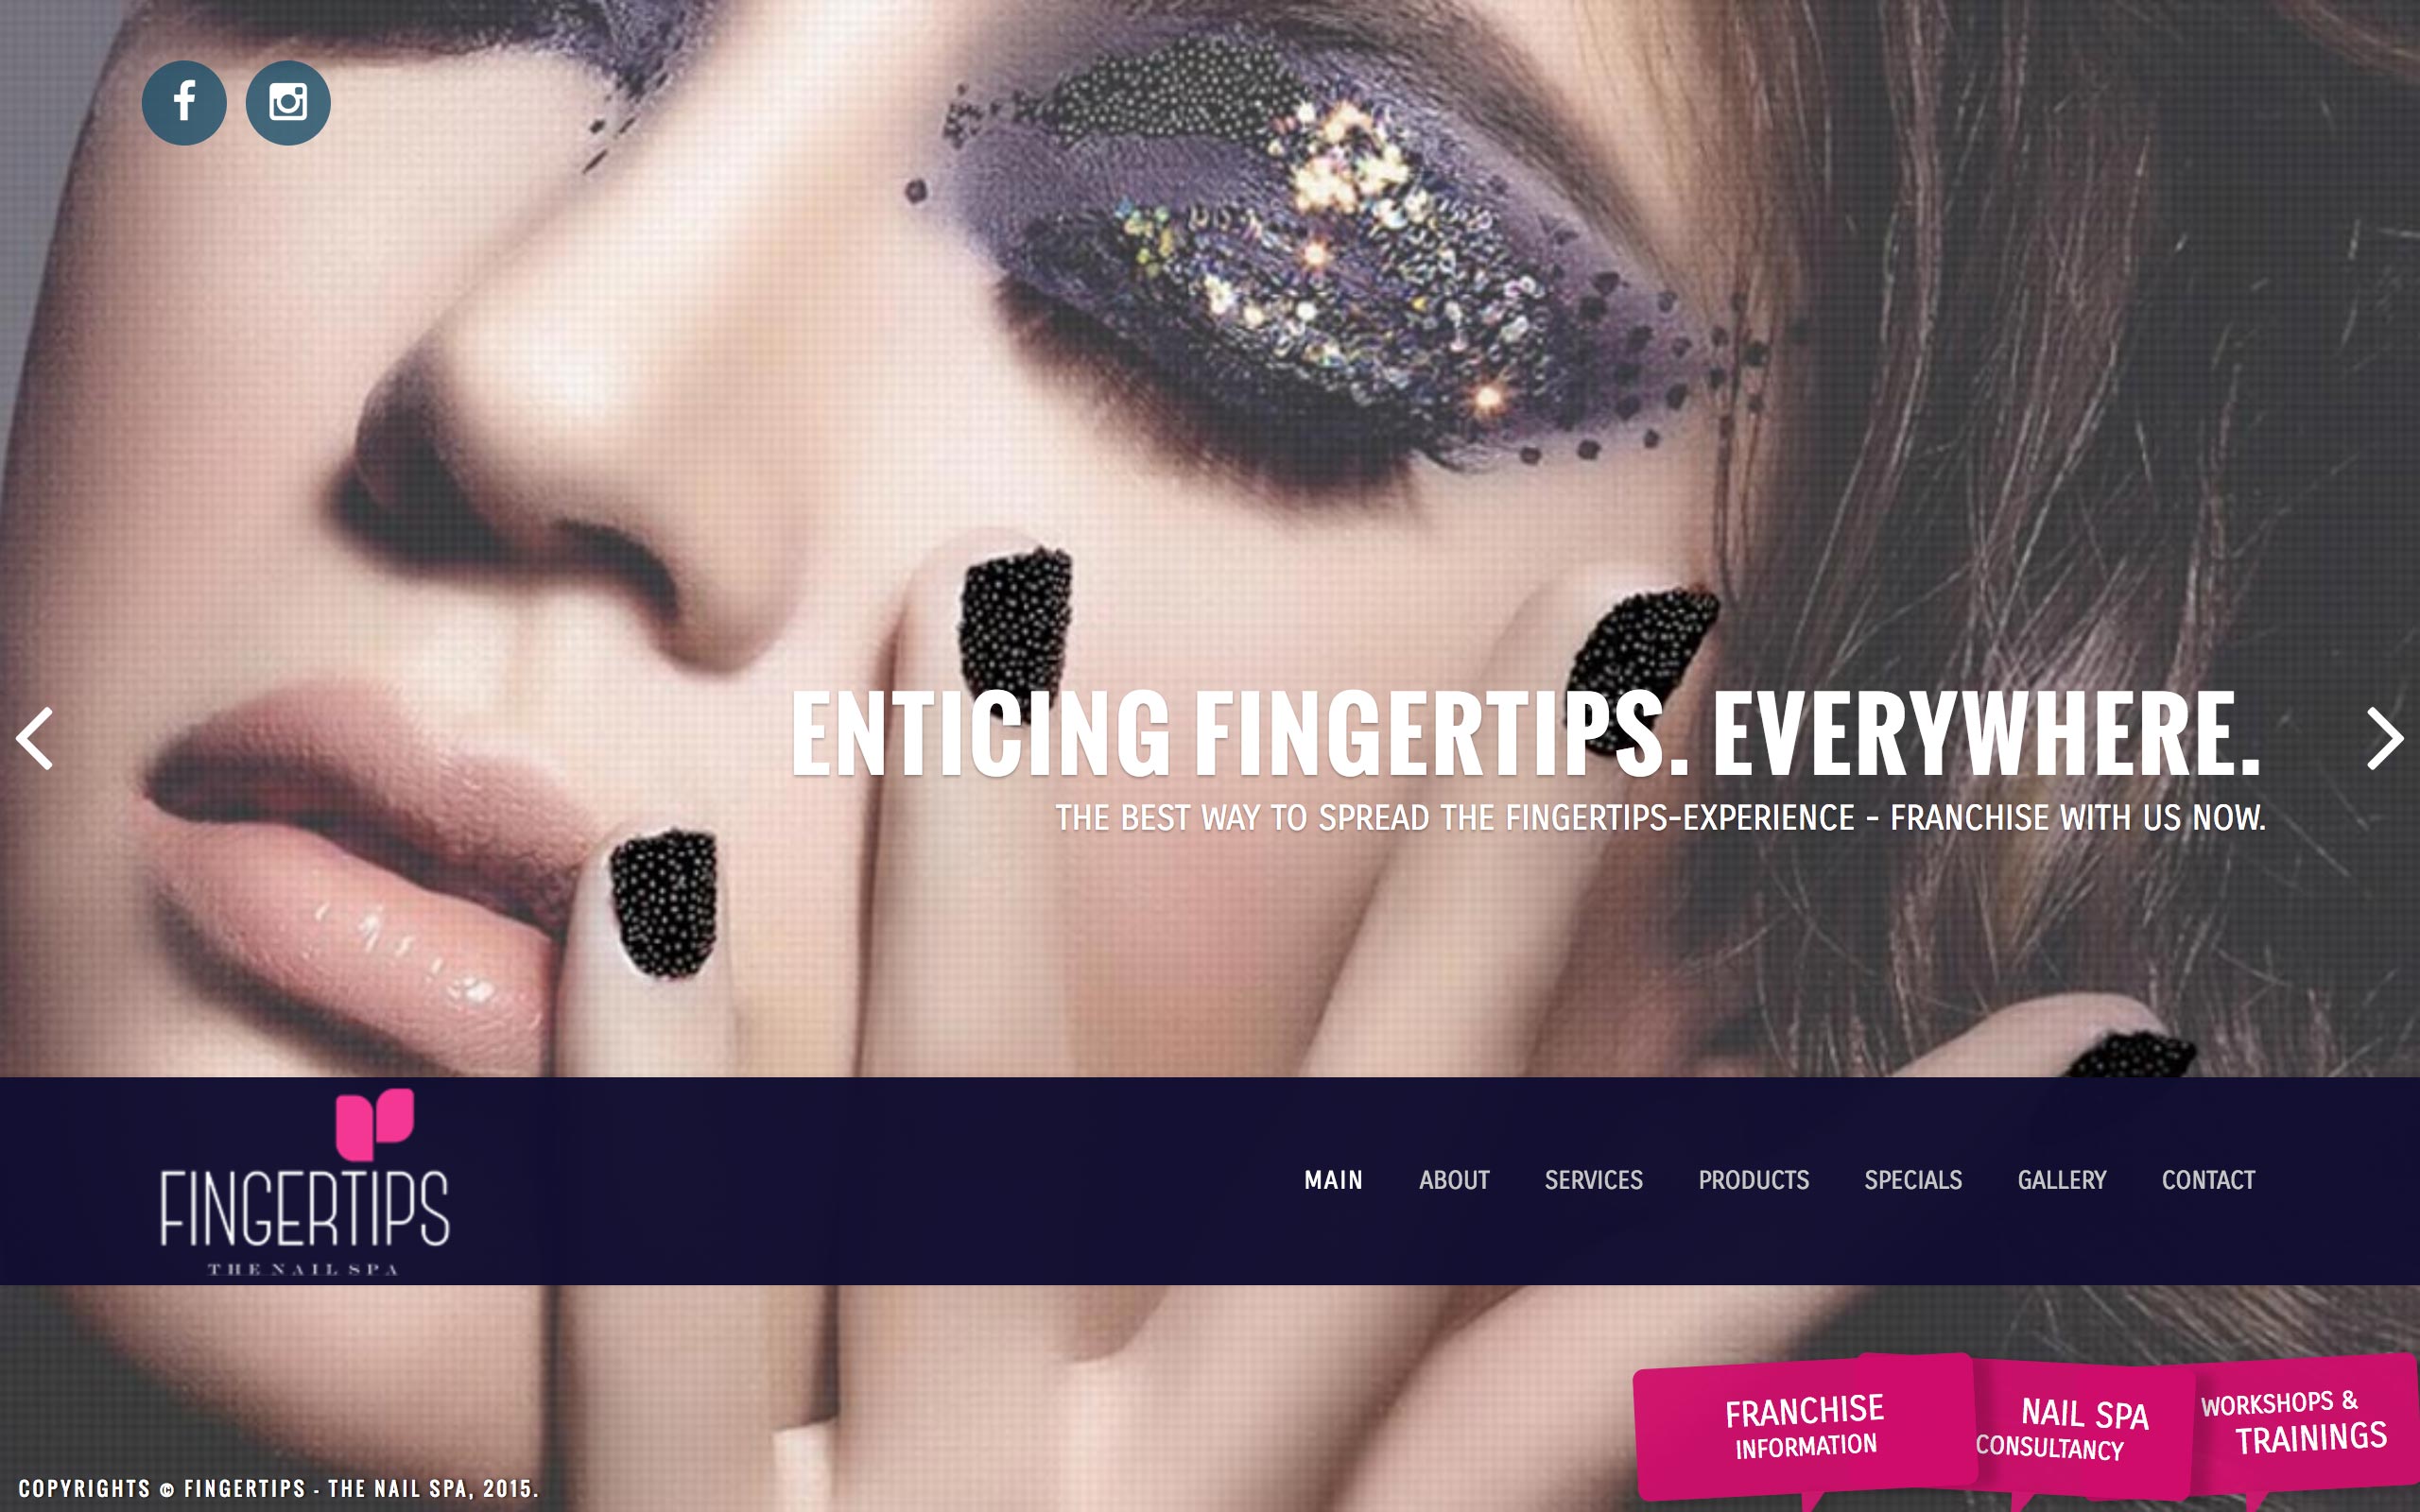 ENTICING FINGERTIPS. EVERYWHERE.
THE BEST WAY TO SPREAD THE FINGERTIPS-EXPERIENCE - FRANCHISE WITH US NOW.
FINGERTIPS
THE NAIL SPA
MAIN ABOUT SERVICES PRODUCTS SPECIALS GALLERY CONTACT
FRANCHISE
INFORMATION
NAIL SPA
CONSULTANCY
WORKSHOPS &
TRAININGS
COPYRIGHTS © FINGERTIPS - THE NAIL SPA, 2015.